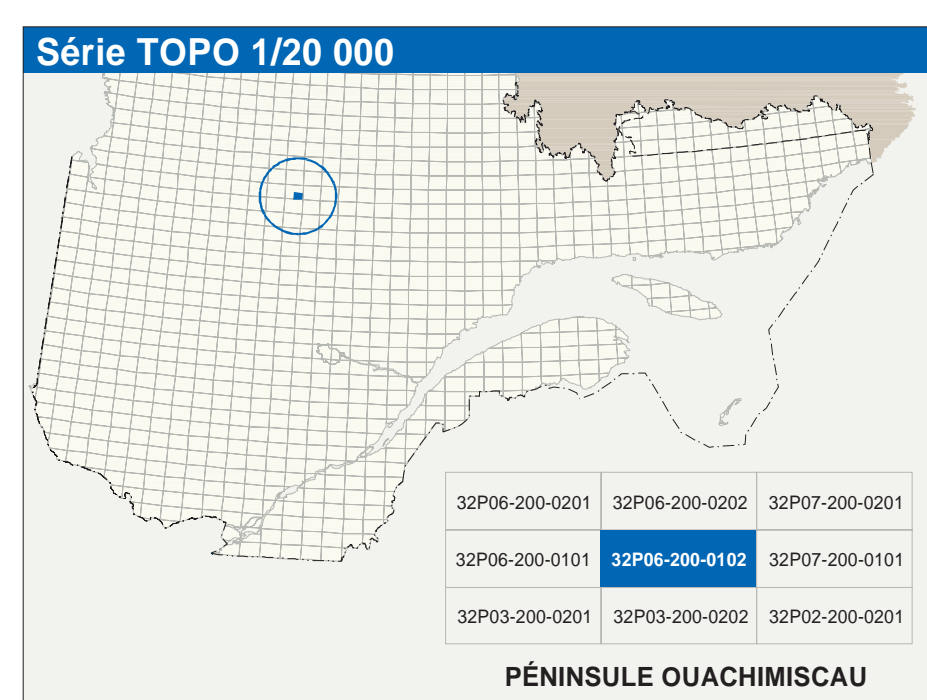 Série TOPO 1/20 000
32P06-200-0201 32P06-200-0202 32P07-200-0201
32P06-200-0101 32P06-200-0102 32P07-200-0101
32P03-200-0201 32P03-200-0202 32P02-200-0201
PÉNINSULE OUACHIMISCAU